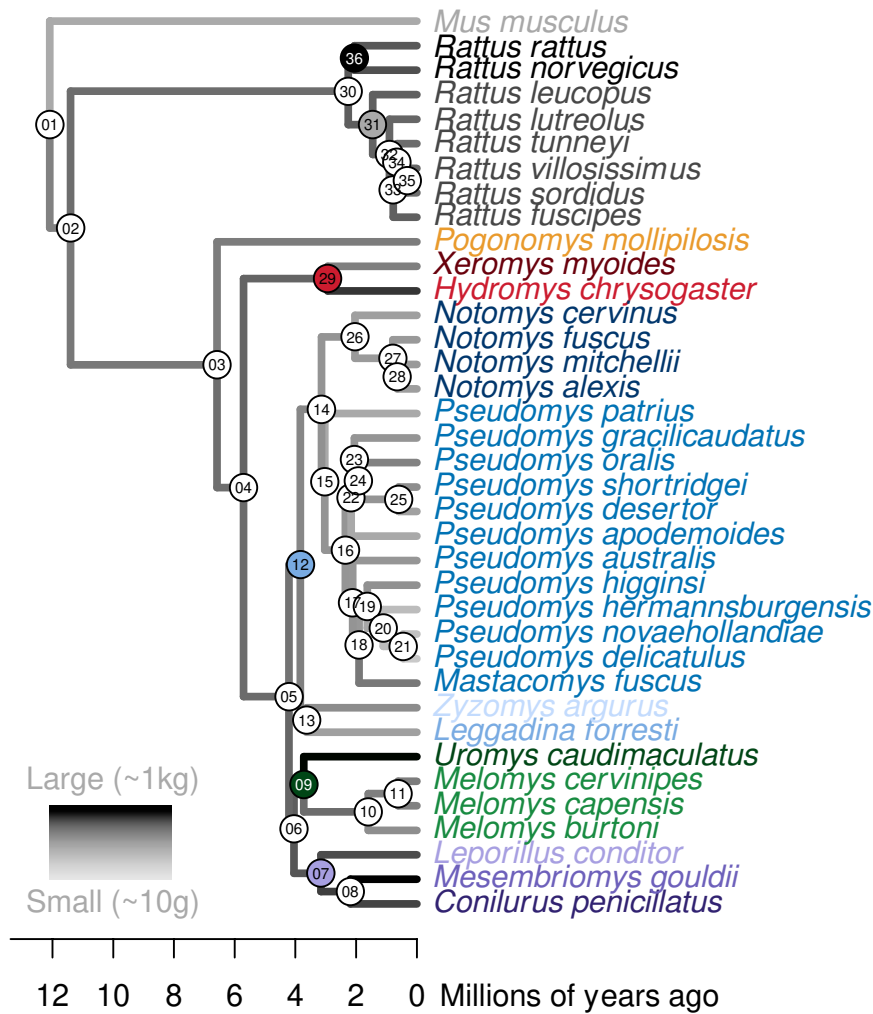 Mus musculus
Rattus rattus
36
Rattus norvegicus
30
Rattus leucopus
01
31
Rattus lutreolus
Rattus tunneyi
32
34
Rattus villosissimus
35
33
Rattus sordidus
Rattus fuscipes
02
Pogonomys mollipilosis
Xeromys myoides
29
Hydromys chrysogaster
Notomys cervinus
26
Notomys fuscus
27
Notomys mitchellii
03
28
Notomys alexis
14
Pseudomys patrius
Pseudomys gracilicaudatus
23
Pseudomys oralis
04
15
24
Pseudomys shortridgei
22
25
Pseudomys desertor
Pseudomys apodemoides
16
Pseudomys australis
12
Pseudomys higginsi
17
19
Pseudomys hermannsburgensis
20
Pseudomys novaehollandiae
18
21
Pseudomys delicatulus
Mastacomys fuscus
05
Zyzomys argurus
13
Leggadina forresti
Uromys caudimaculatus
Large (~1kg)
09
Melomys cervinipes
11
10
Melomys capensis
06
Melomys burtoni
Leporillus conditor
07
Mesembriomys gouldii
08
Small (~10g)
Conilurus penicillatus
12 10 8 6 4 2 0 Millions of years ago